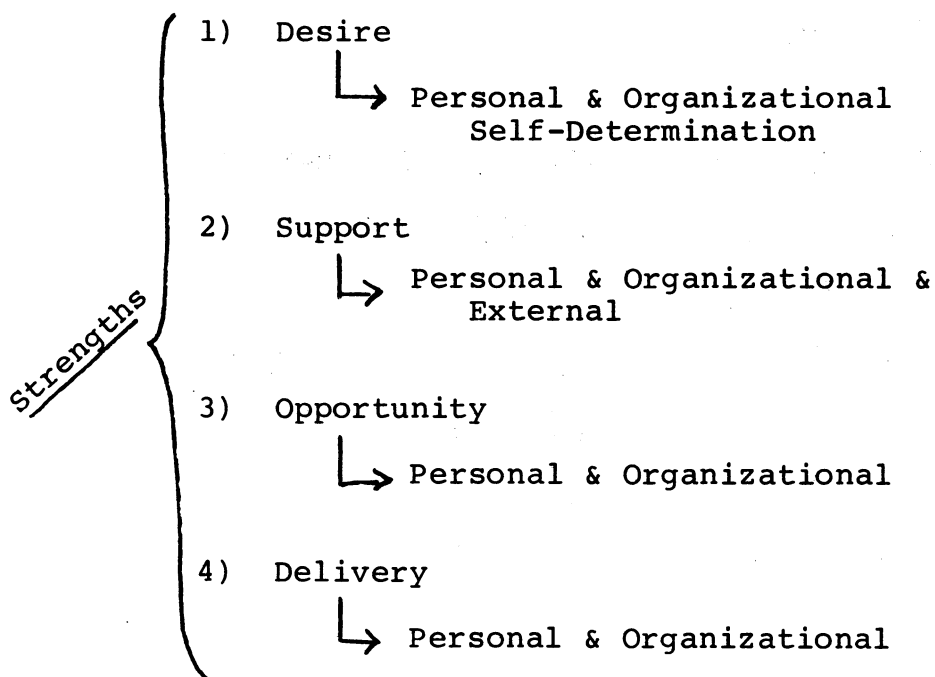 Strengths
1) Desire
Personal & Organizational
Self-Determination
2) Support
Personal & Organizational &
External
3) Opportunity
Personal & Organizational
4) Delivery
Personal & Organizational